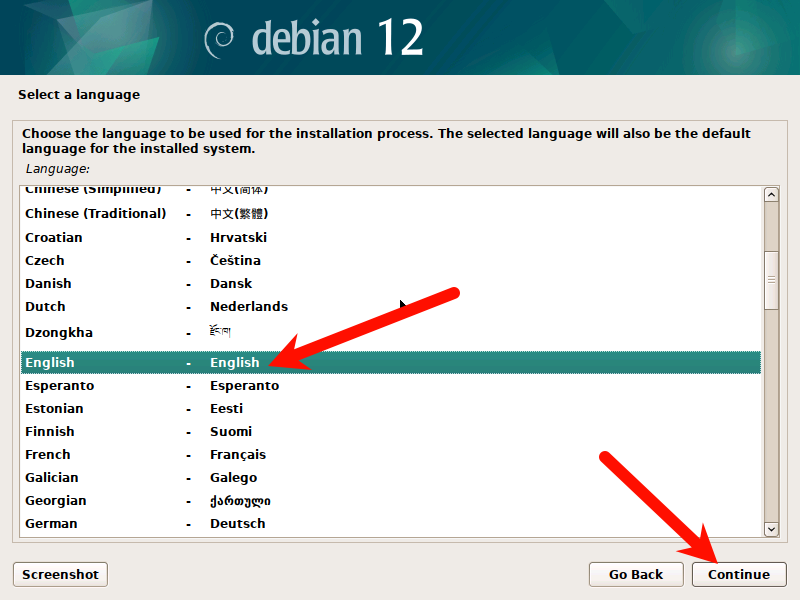 debian 12
Select a language
Choose the language to be used for the installation process. The selected language will also be the default
language for the installed system.
Language:
Chinese (Simplified) - 中文(简体)
Chinese (Traditional) - 中文(繁體)
Croatian - Hrvatski
Czech - Čeština
Danish - Dansk
Dutch - Nederlands
Dzongkha - རྫོང་ཁ།
English - English
Esperanto - Esperanto
Estonian - Eesti
Finnish - Suomi
French - Français
Galician - Galego
Georgian - ქართული
German - Deutsch
Screenshot
Go Back
Continue